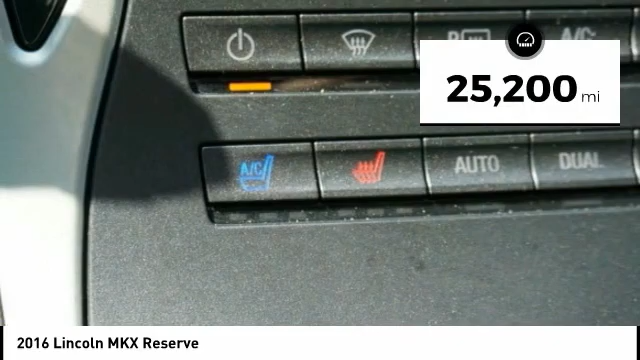 R
A/C
25,200 mi
A/C
AUTO
DUAL
2016 Lincoln MKX Reserve